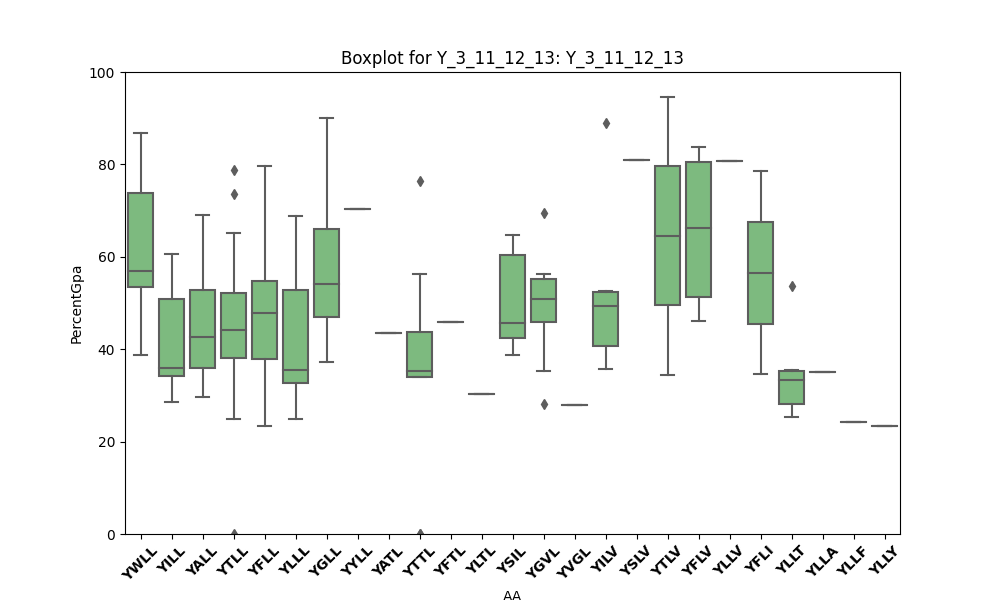 Boxplot for Y_3_11_12_13: Y_3_11_12_13
PercentGpa
100
80
60
40
20
0
YWLL YILL YALL YTLL YFLL YLLL YGLL YYLL YATL YTTL YFTL YLTL YSIL YGVL YVGL YILV YSLV YTLV YFLV YLLV YFLI YLLT YLLA YLLF YLLY
AA